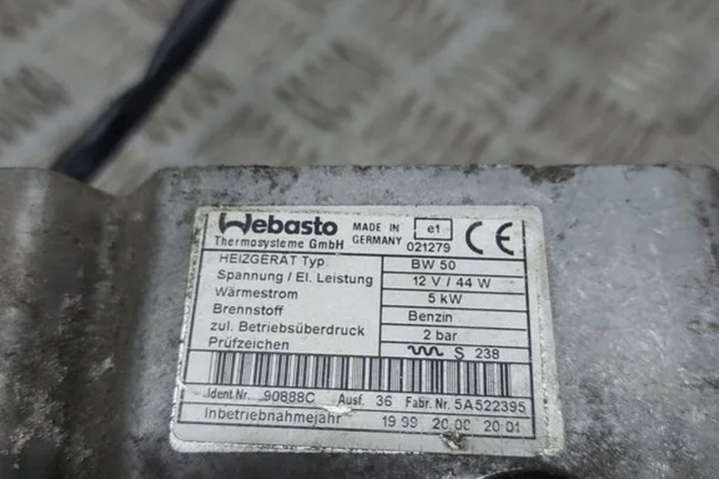 Webasto MADE IN GERMANY e1 021279 CE
Thermosysteme GmbH
HEIZGERÄT Typ. BW 50
Spannung / El. Leistung 12 V / 44 W
Wärmestrom 5 kW
Brennstoff Benzin
zul. Betriebsüberdruck 2 bar
Prüfzeichen S 238
Ident.Nr. 90888C Ausf. 36 Fabr. Nr. 5A522395
Inbetriebnahmejahr 19 99 20 00 20 01